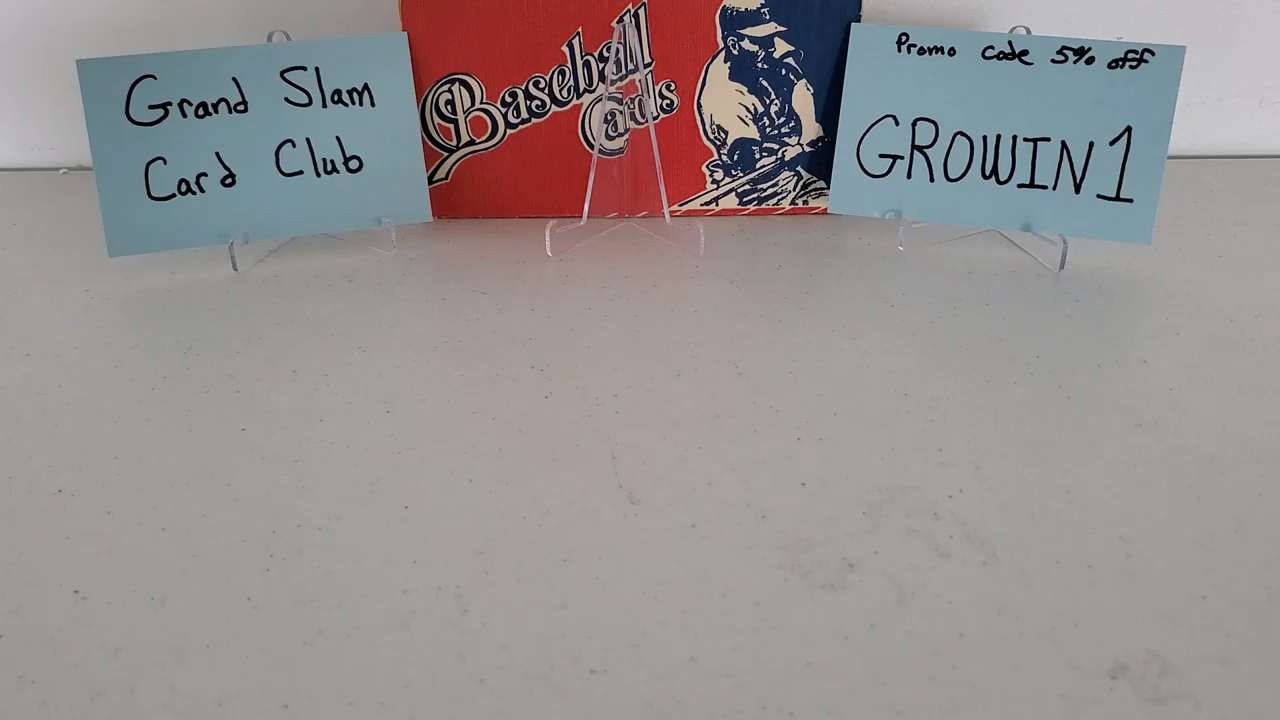 Grand Slam
Card Club
Baseball
Cards
Promo Code 5% off
GROWIN1